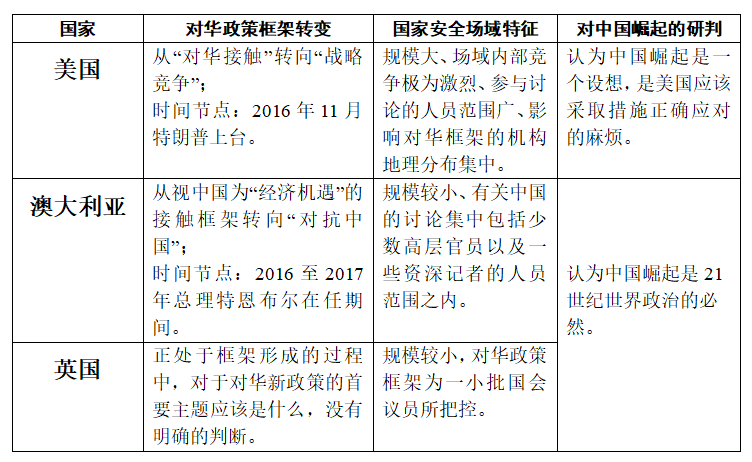 国家
对华政策框架转变
国家安全场域特征
对中国崛起的研判
美国
从“对华接触”转向“战略
竞争”；
时间节点：2016 年 11 月
特朗普上台。
规模大、场域内部竞
争极为激烈、参与讨
论的人员范围广、影
响对华框架的机构
地理分布集中。
认为中国崛起是一
个设想，是美国应该
采取措施正确应对
的麻烦。
澳大利亚
从视中国为“经济机遇”的
接触框架转向“对抗中
国”；
时间节点：2016 至 2017
年总理特恩布尔在任期
间。
规模较小、有关中国
的讨论集中包括少
数高层官员以及一
些资深记者的人员
范围之内。
认为中国崛起是 21
世纪世界政治的必
然。
英国
正处于框架形成的过程
中，对于对华新政策的首
要主题应该是什么，没有
明确的判断。
规模较小，对华政策
框架为一小批国会
议员所把控。